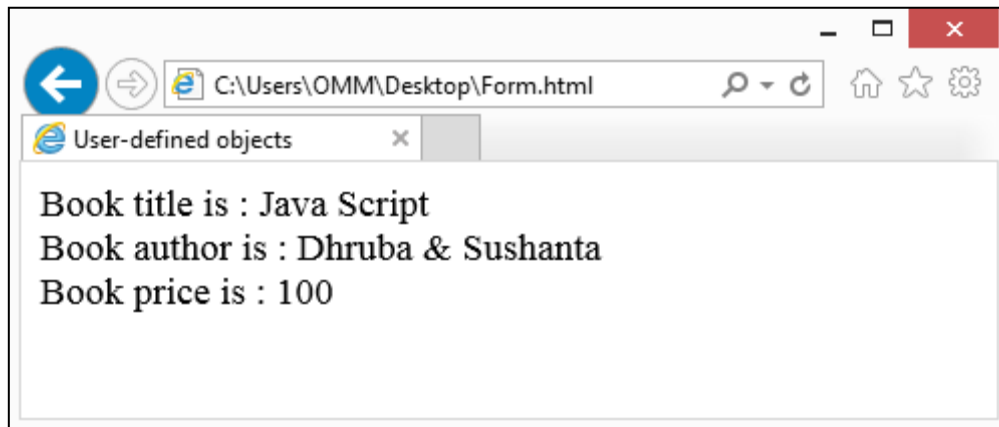 C:\Users\OMM\Desktop\Form.html
User-defined objects
Book title is : Java Script
Book author is : Dhruba & Sushanta
Book price is : 100